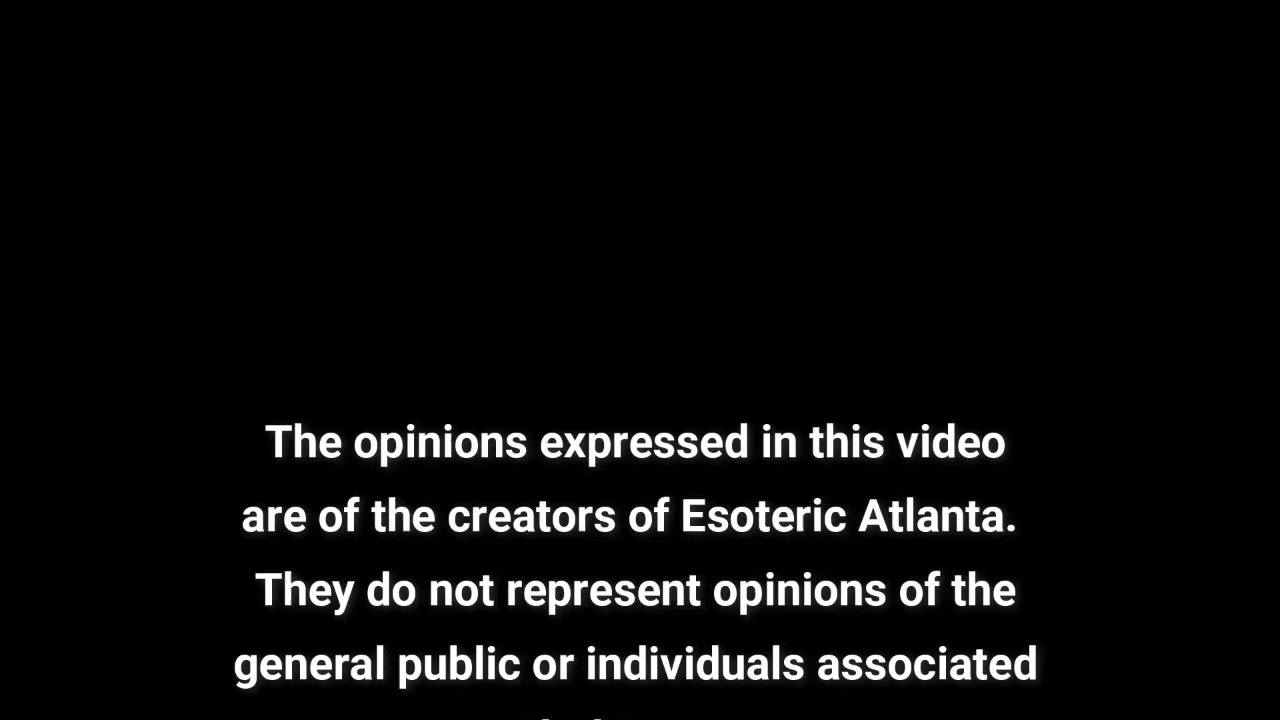 The opinions expressed in this video
are of the creators of Esoteric Atlanta.
They do not represent opinions of the
general public or individuals associated